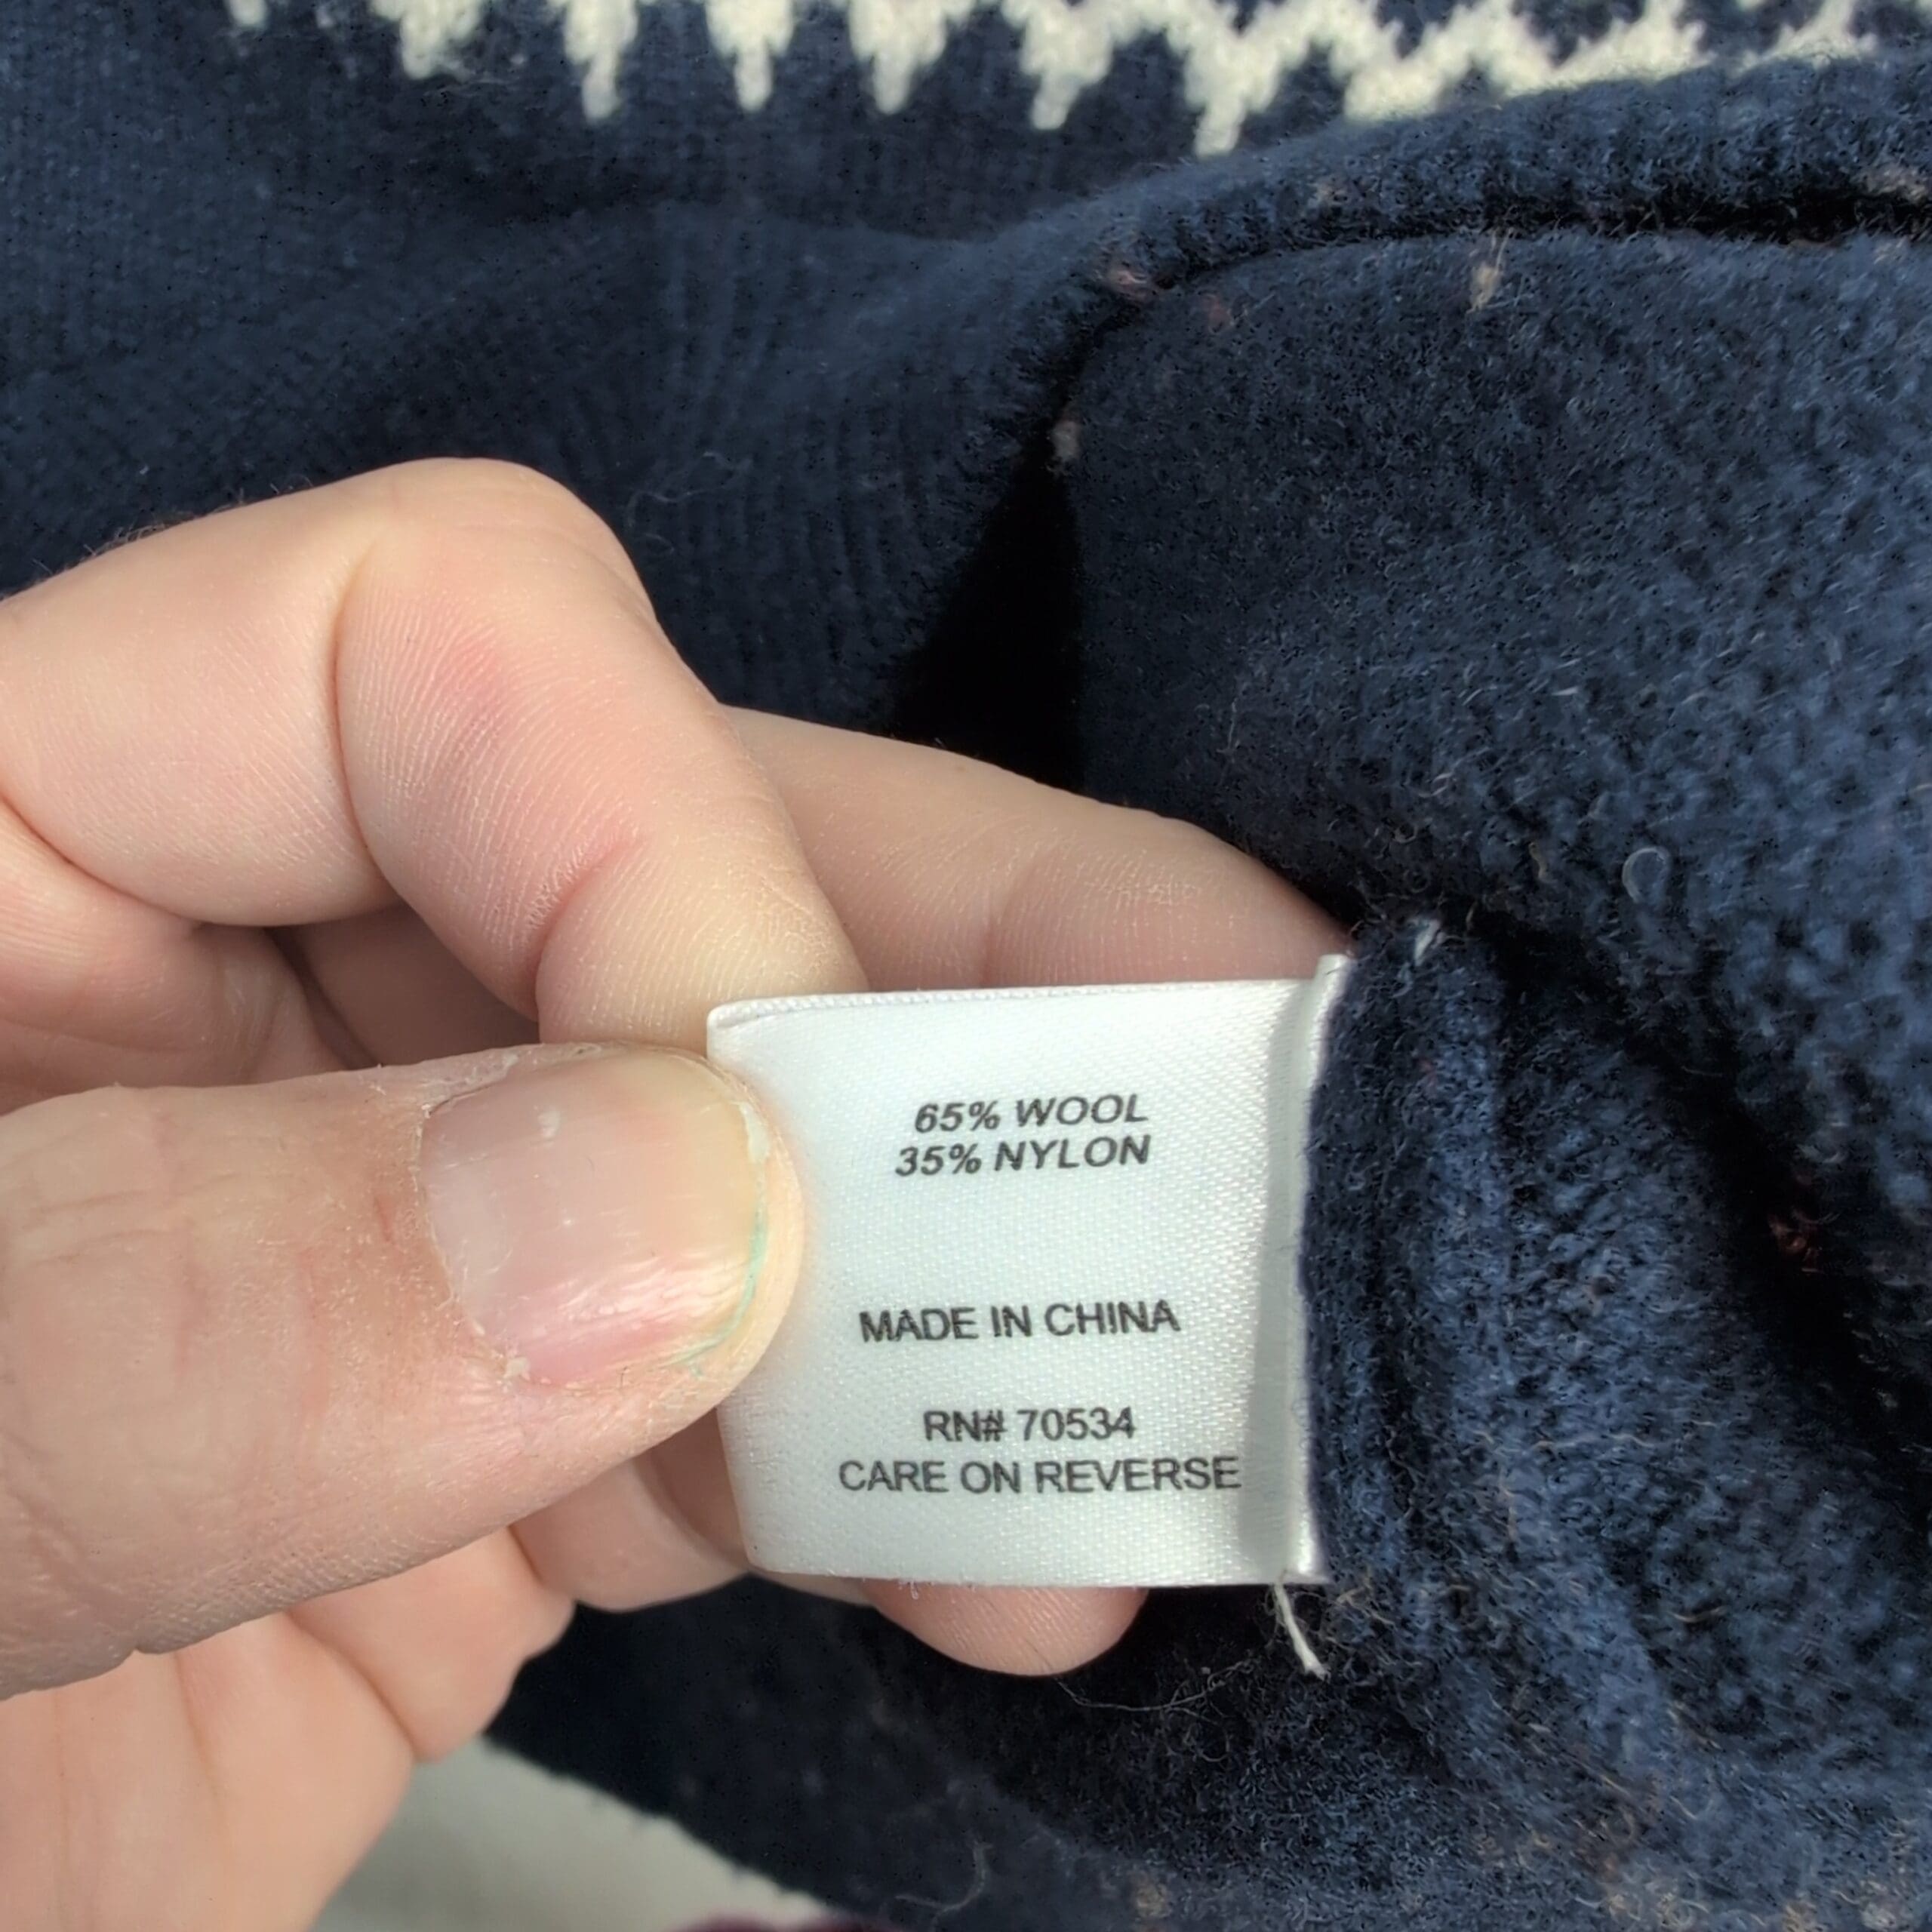 65% WOOL
35% NYLON
MADE IN CHINA
RN# 70534
CARE ON REVERSE